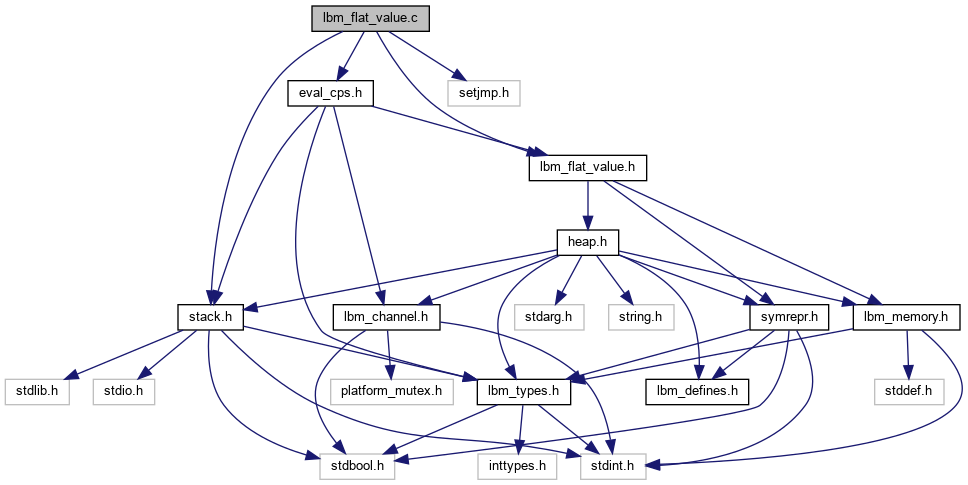 lbm_flat_value.c
eval_cps.h
setjmp.h
lbm_flat_value.h
heap.h
stack.h
lbm_channel.h
stdarg.h
string.h
symrepr.h
lbm_memory.h
stdlib.h
stdio.h
platform_mutex.h
lbm_types.h
lbm_defines.h
stddef.h
stdbool.h
inttypes.h
stdint.h